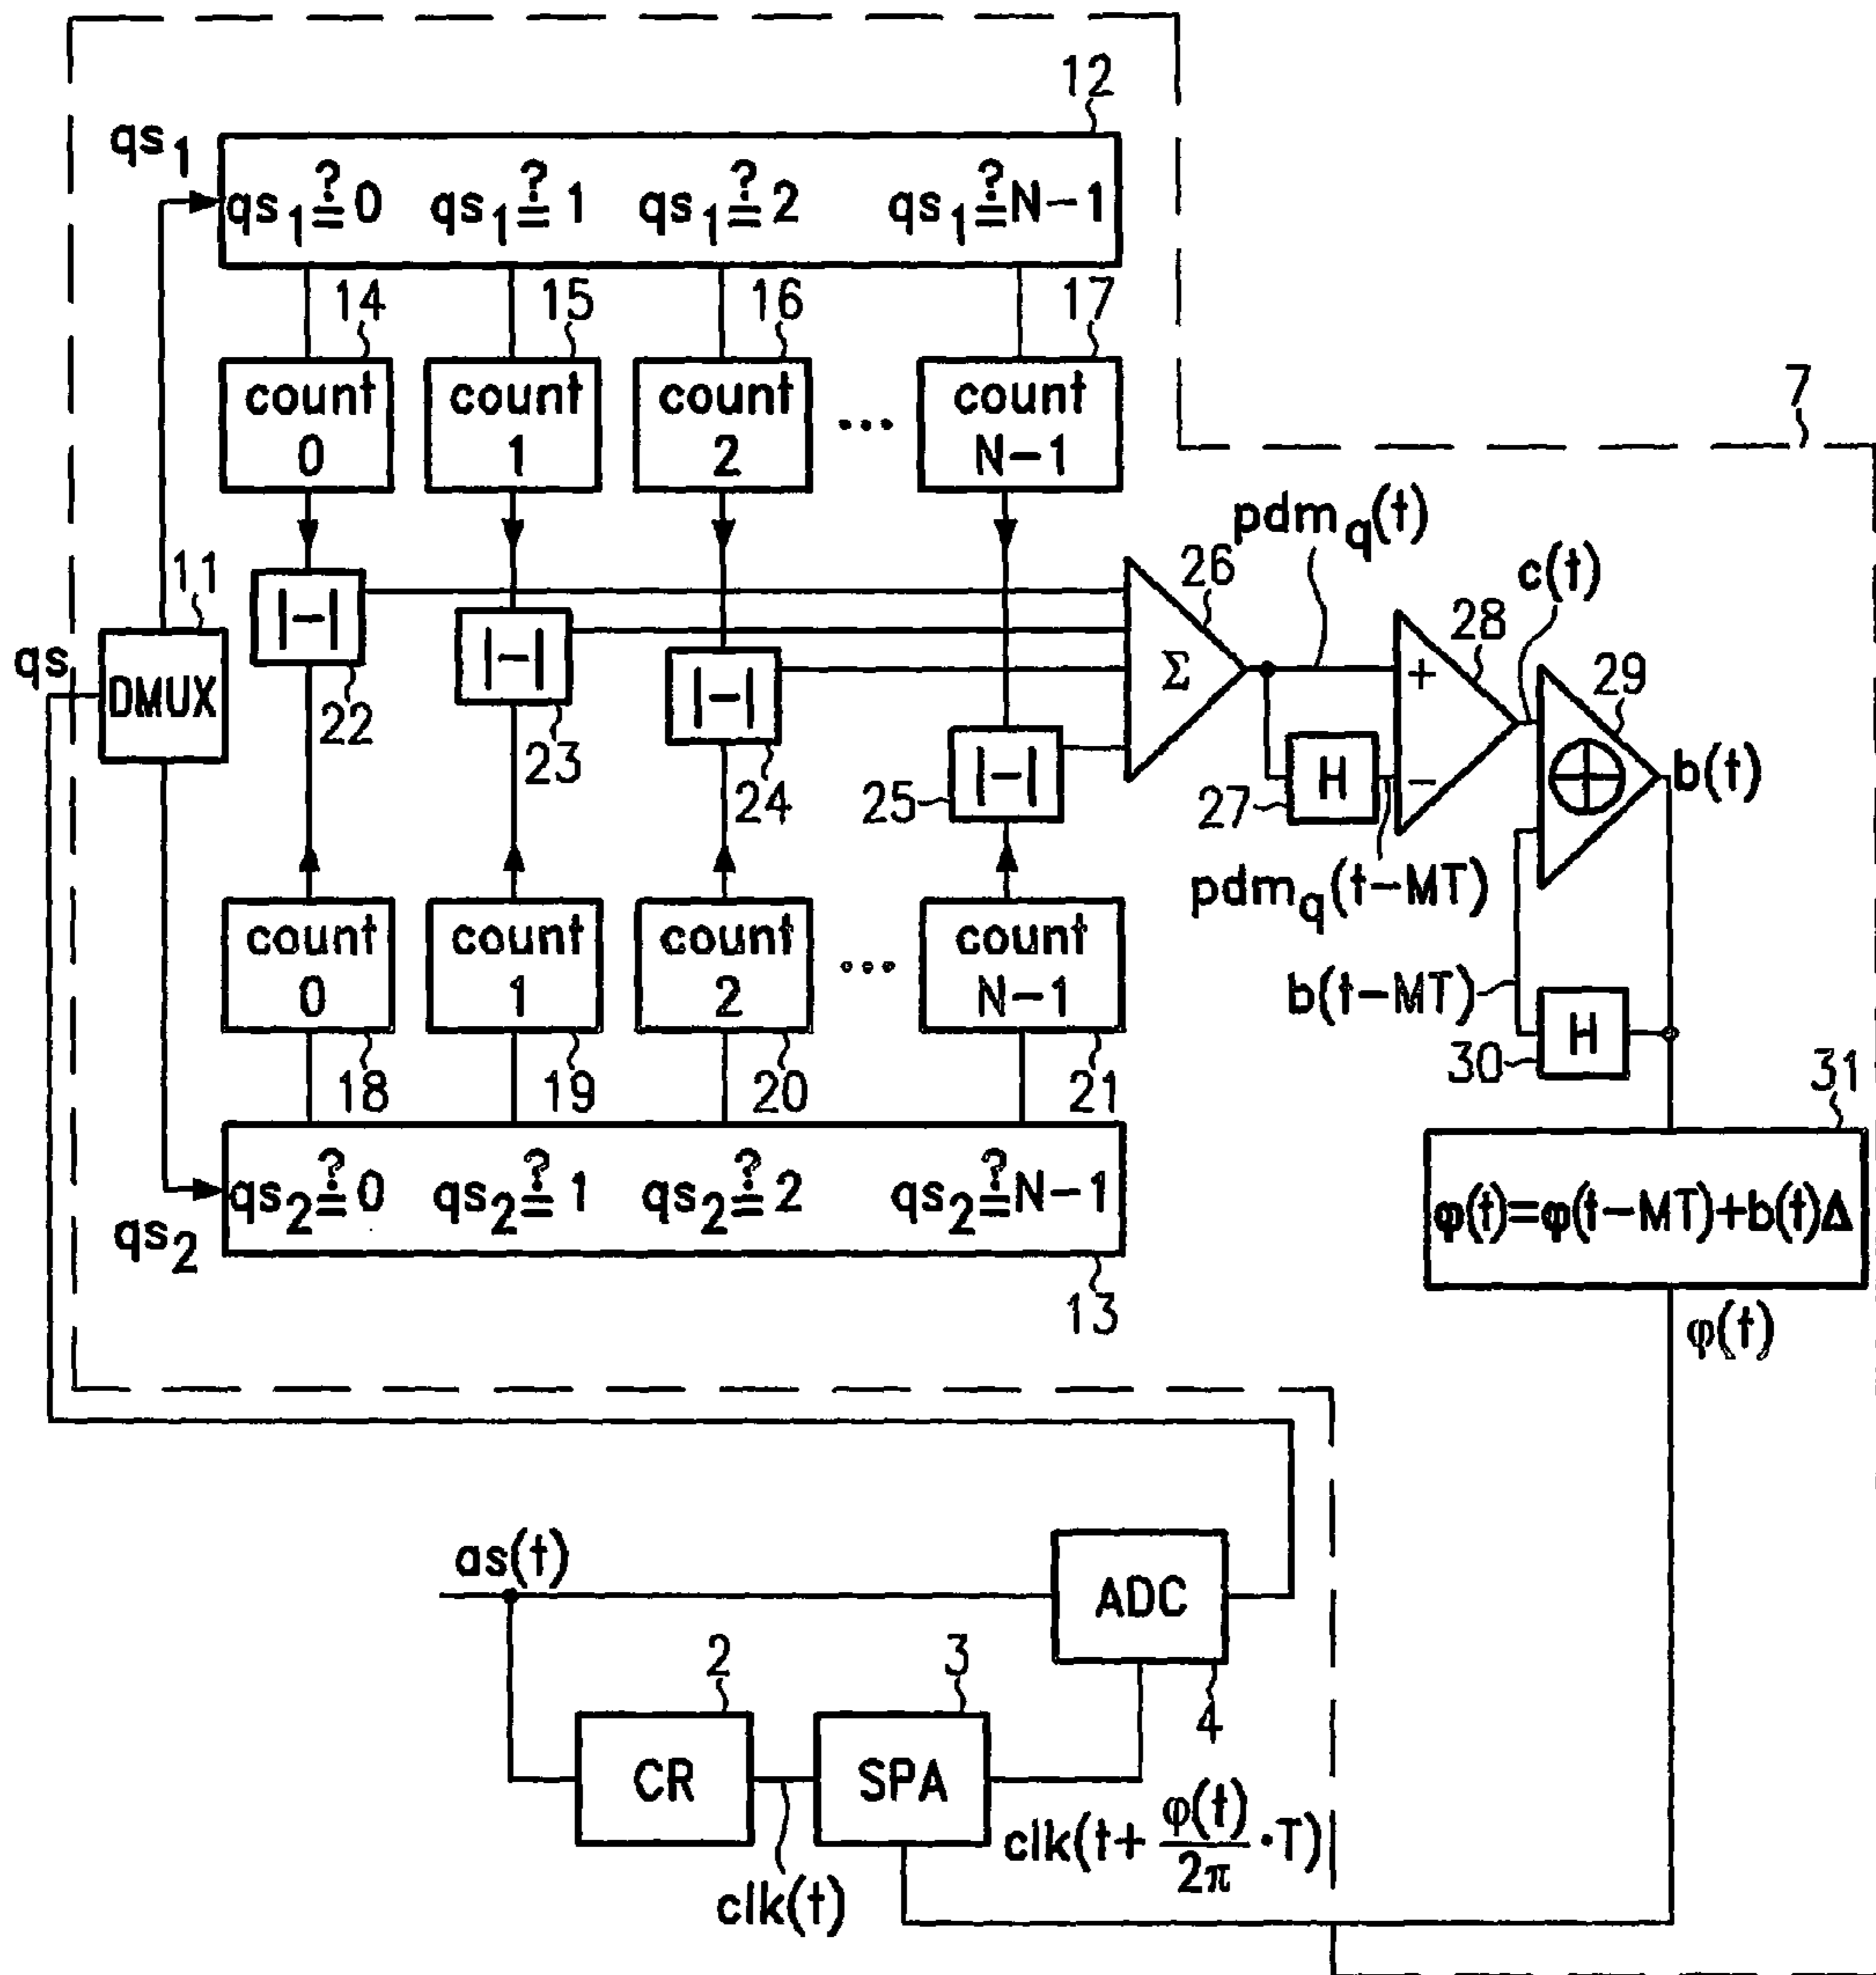 12
qs1
qs1≟0 qs1≟1 qs1≟2 qs1≟N-1
14 15 16 17
count 0
count 1
count 2
...
count N-1
7
pdmq(t)
26
c(t)
28
29
11
qs
DMUX
|-|
22
|-|
23
|-|
24
|-|
25
Σ
+
-
27
H
⊕
b(t)
pdmq(t-MT)
count 0
count 1
count 2
...
count N-1
b(t-MT)
30
H
31
18 19 20 21
qs2≟0 qs2≟1 qs2≟2 qs2≟N-1
qs2
13
φ(t)=φ(t-MT)+b(t)Δ
φ(t)
as(t)
ADC
2
3
4
CR
SPA
clk(t+ φ(t)/2π ·T)
clk(t)